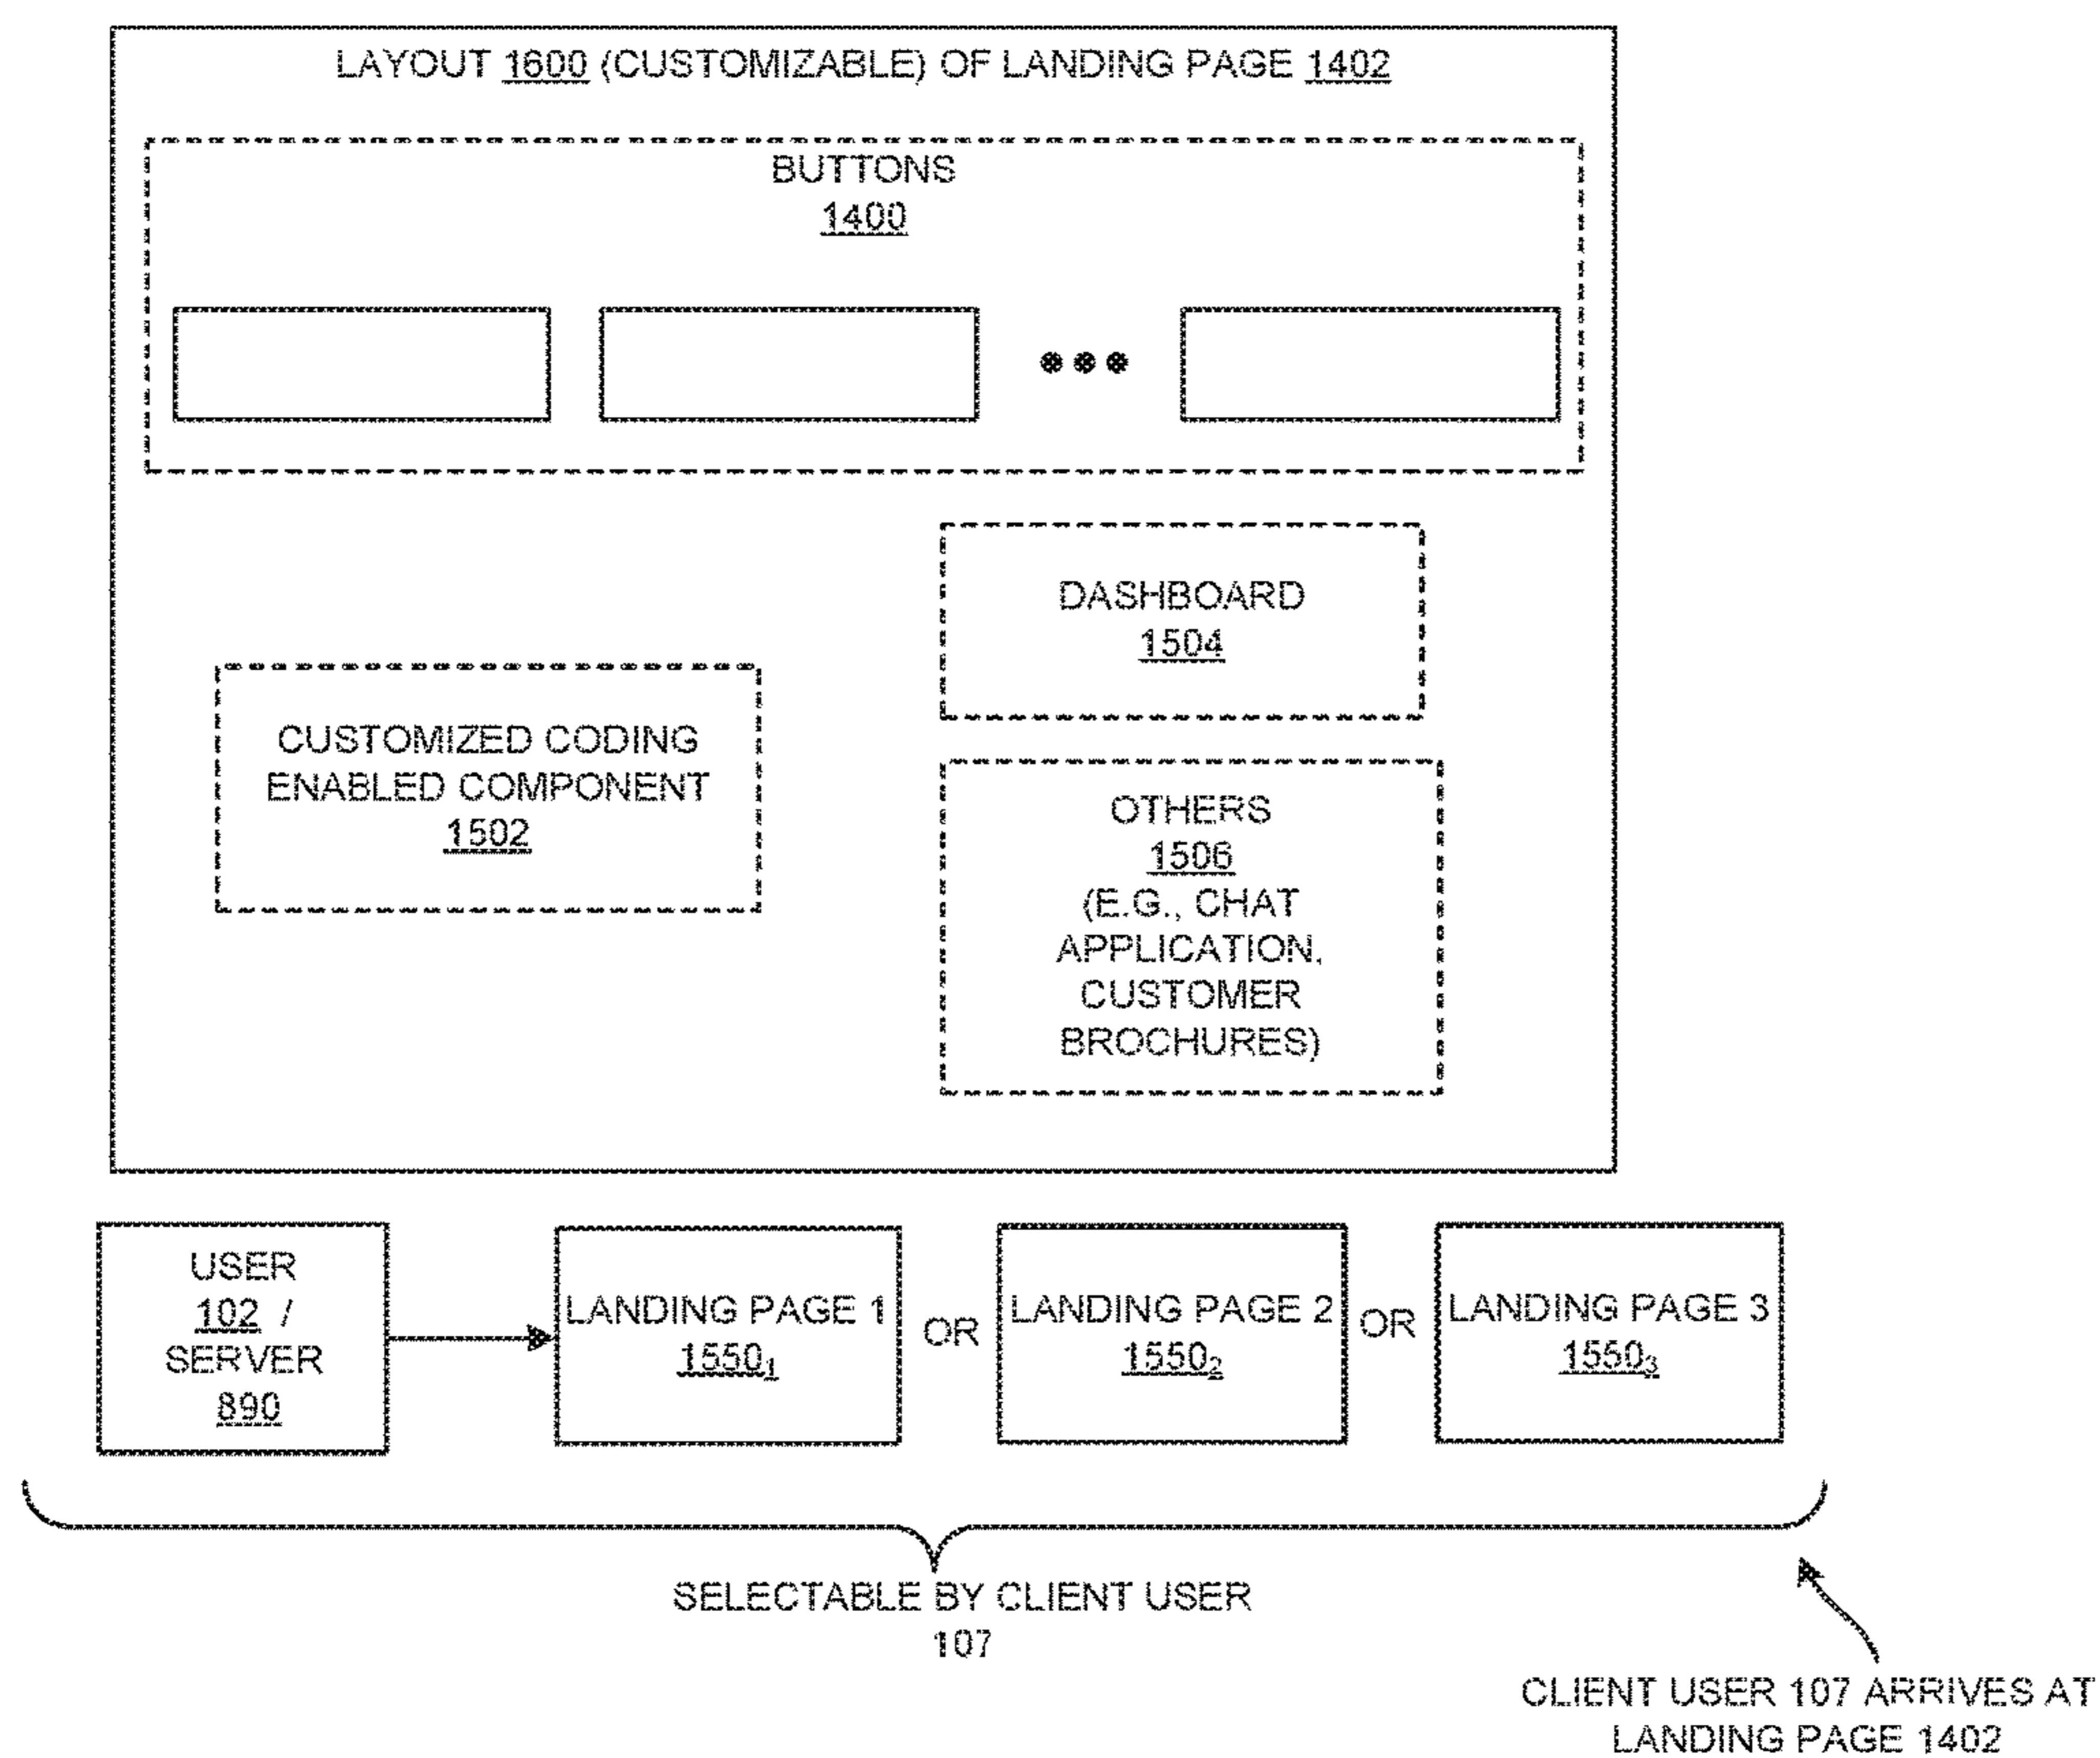 LAYOUT 1600 (CUSTOMIZABLE) OF LANDING PAGE 1402
BUTTONS
1400
DASHBOARD
1504
CUSTOMIZED CODING
ENABLED COMPONENT
1502
OTHERS
1506
(E.G., CHAT
APPLICATION,
CUSTOMER
BROCHURES)
USER
102 /
SERVER
890
LANDING PAGE 1
1550₁
OR
LANDING PAGE 2
1550₂
OR
LANDING PAGE 3
1550₃
SELECTABLE BY CLIENT USER
107
CLIENT USER 107 ARRIVES AT
LANDING PAGE 1402